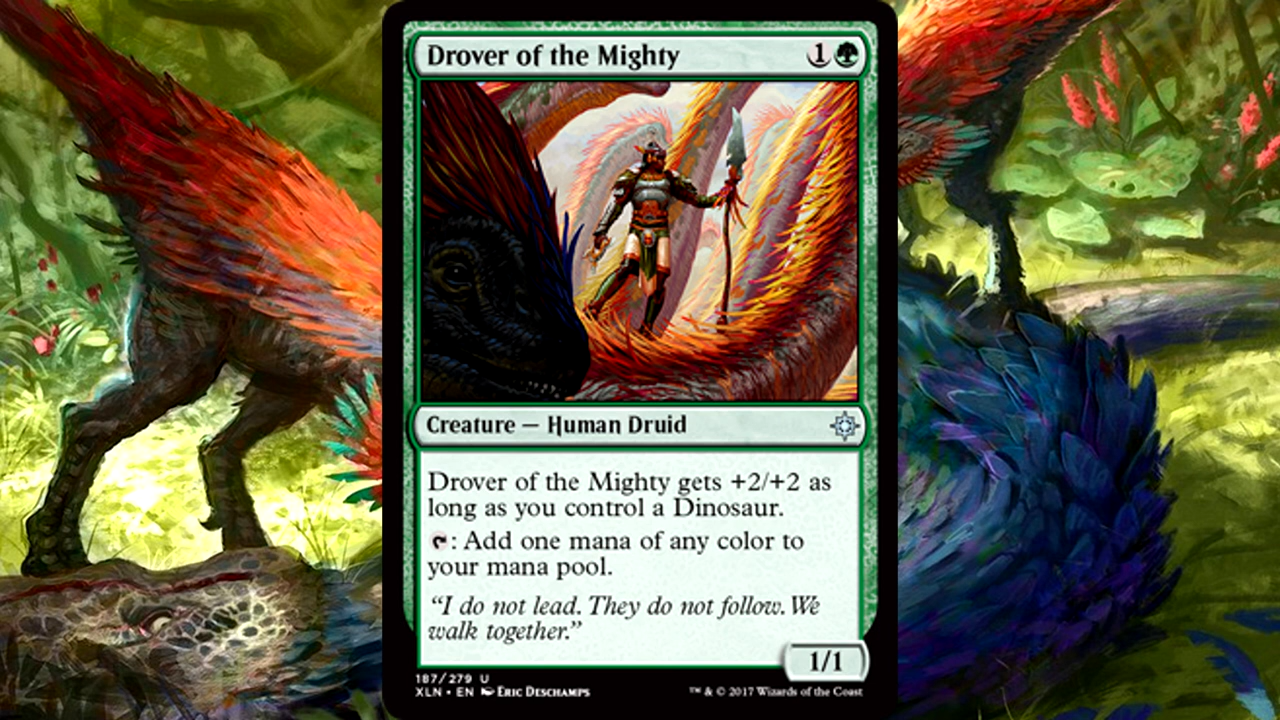 Drover of the Mighty 1
Creature — Human Druid
Drover of the Mighty gets +2/+2 as
long as you control a Dinosaur.
: Add one mana of any color to
your mana pool.
“I do not lead. They do not follow. We
walk together.”
1/1
187/279 U
XLN • EN Eric Deschamps
™ & © 2017 Wizards of the Coast